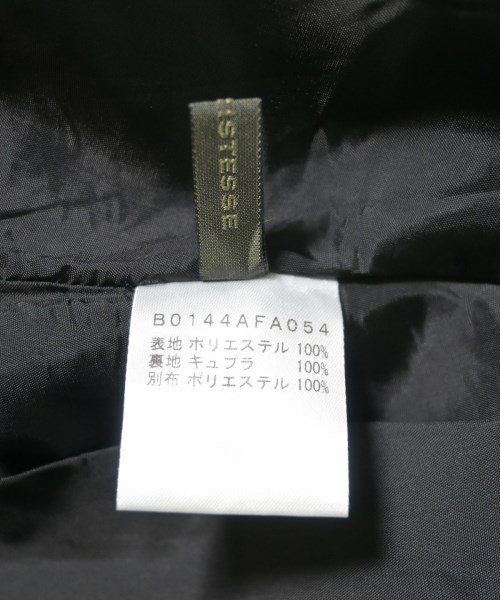 ISTESSE
B0144AFA054
表地 ポリエステル 100%
裏地 キュプラ 100%
別布 ポリエステル 100%